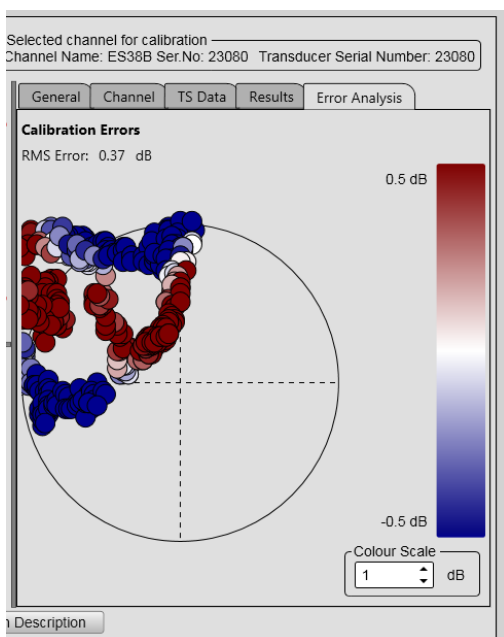 Selected channel for calibration
Channel Name: ES38B Ser.No: 23080 Transducer Serial Number: 23080
General Channel TS Data Results Error Analysis
Calibration Errors
RMS Error: 0.37 dB
0.5 dB
-0.5 dB
Colour Scale
1 dB
Description